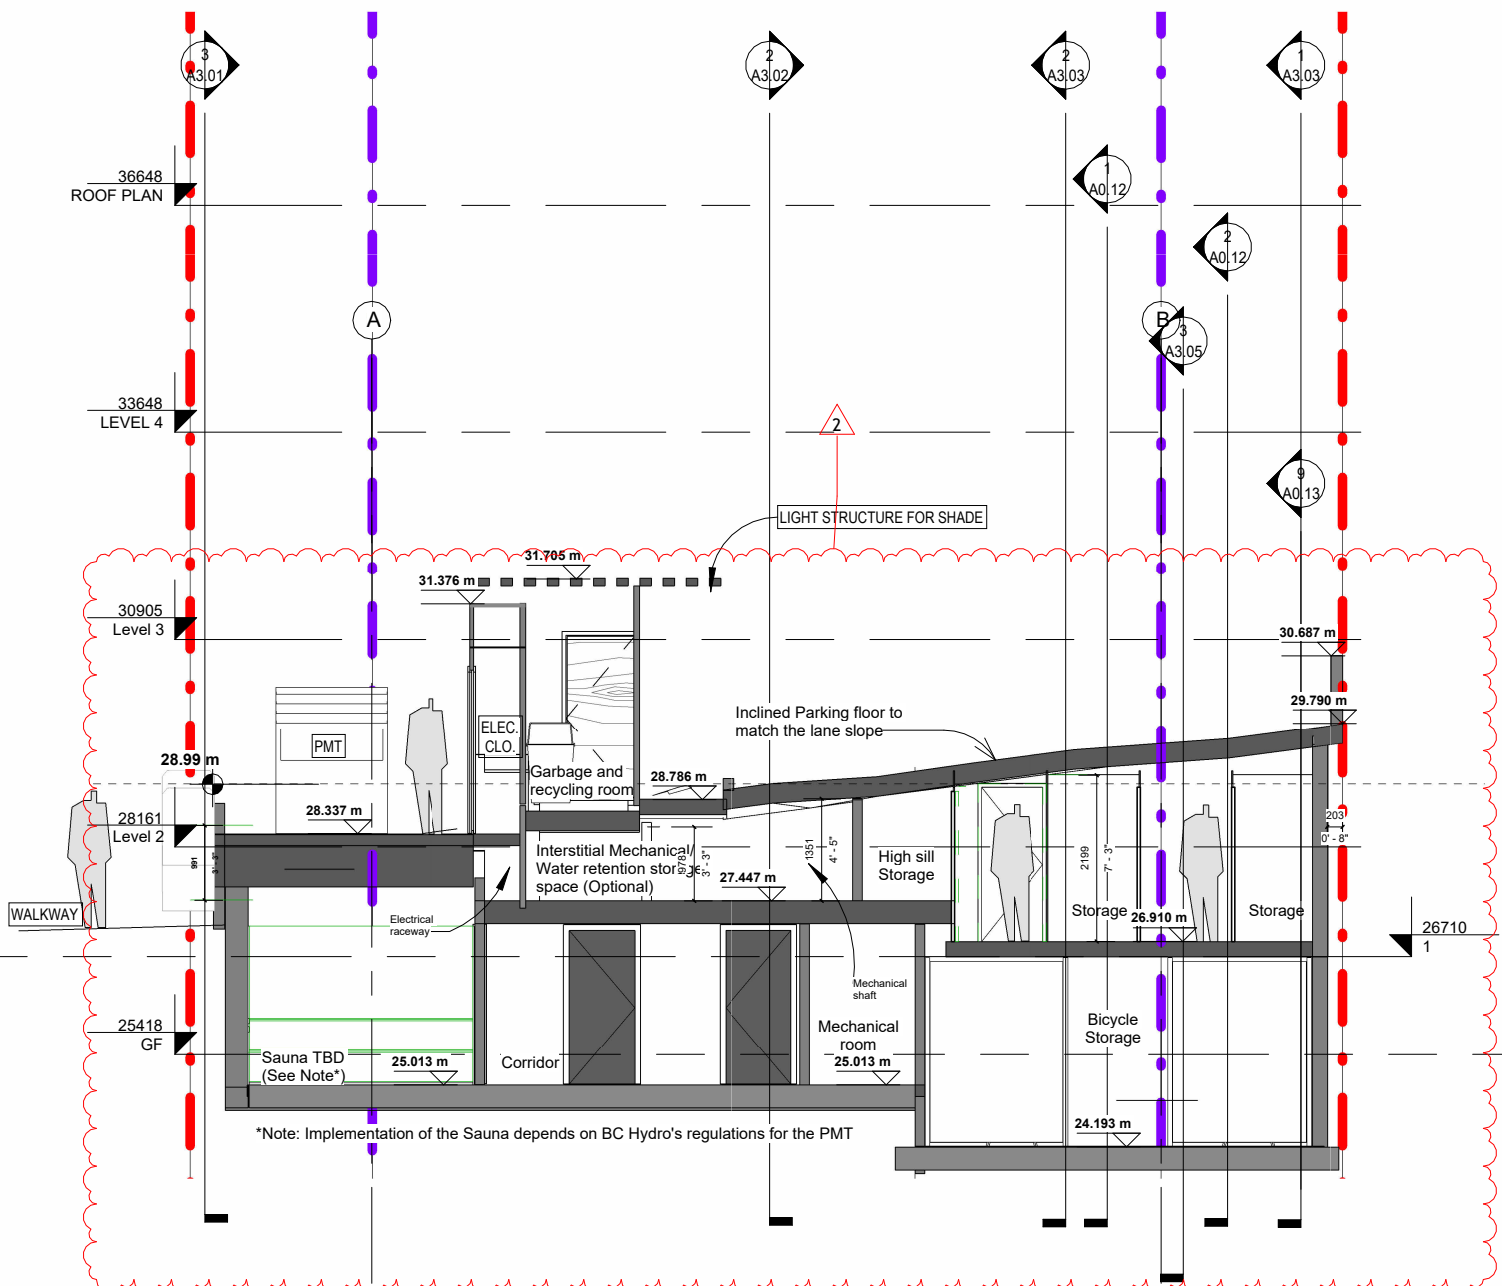 3
A3.01
2
A3.02
2
A3.03
1
A3.03
1
A0.12
36648
ROOF PLAN
2
A0.12
A
B
3
A3.05
33648
LEVEL 4
2
9
A0.13
LIGHT STRUCTURE FOR SHADE
31.705 m
31.376 m
30905
Level 3
30.687 m
29.790 m
Inclined Parking floor to
match the lane slope
ELEC.
CLO.
PMT
28.99 m
Garbage and
recycling room
28.786 m
28.337 m
28161
Level 2
203
0' - 8"
991
3' - 3"
Interstitial Mechanical/
Water retention storage
space (Optional)
978
3' - 3"
1351
4' - 5"
High sill
Storage
2199
7' - 3"
27.447 m
WALKWAY
Electrical
raceway
Storage
26.910 m
Storage
26710
1
Mechanical
shaft
25418
GF
Mechanical
room
25.013 m
Bicycle
Storage
Sauna TBD
(See Note*)
25.013 m
Corridor
24.193 m
*Note: Implementation of the Sauna depends on BC Hydro's regulations for the PMT